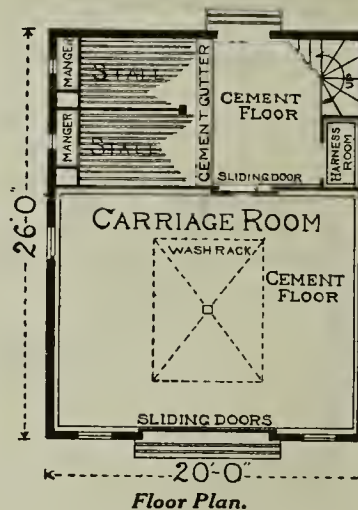 MANGER
STALL
CEMENT GUTTER
CEMENT FLOOR
UP
MANGER
STALL
HARNESS ROOM
SLIDING DOOR
26'-0"
CARRIAGE ROOM
WASH RACK
CEMENT FLOOR
SLIDING DOORS
20'-0"
Floor Plan.